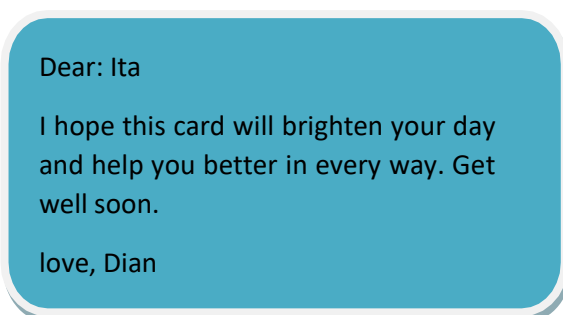 Dear: Ita
I hope this card will brighten your day
and help you better in every way. Get
well soon.
love, Dian